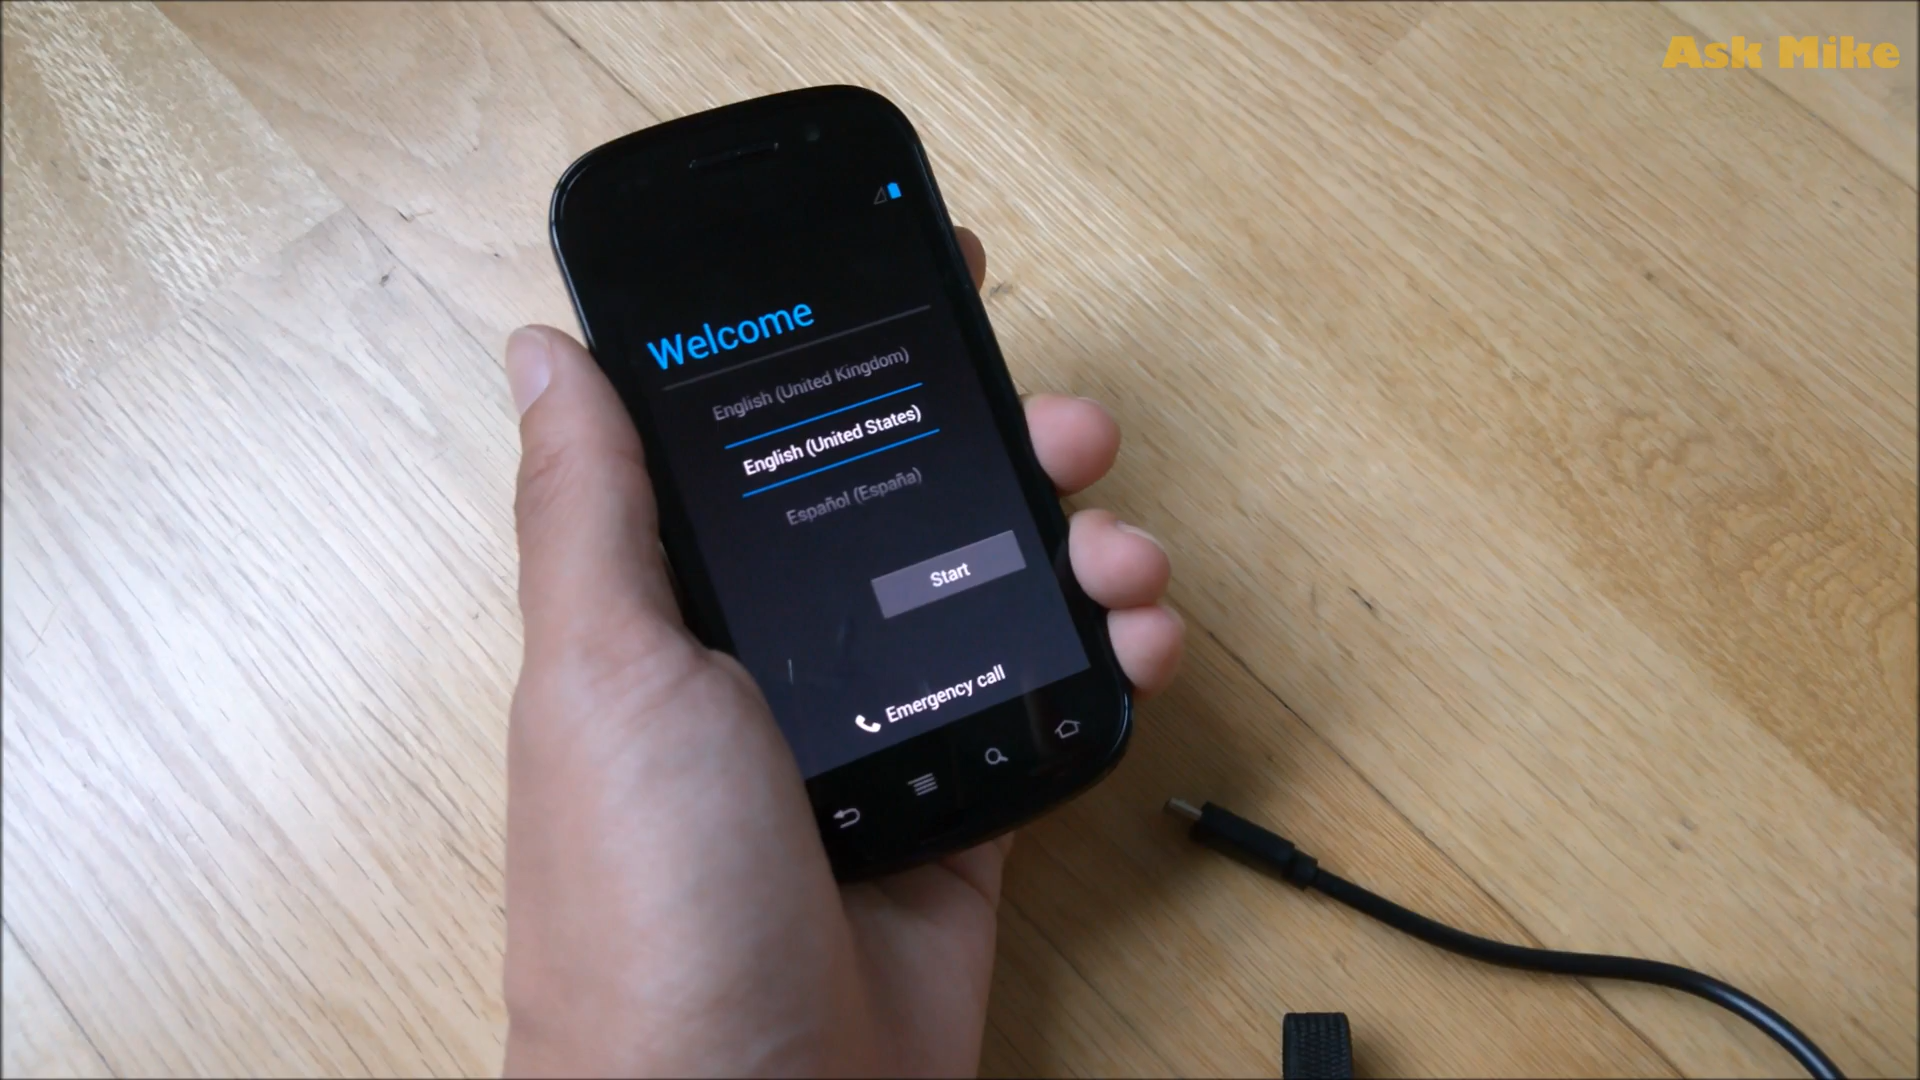 Ask Mike
Welcome
English (United Kingdom)
English (United States)
Español (España)
Start
Emergency call